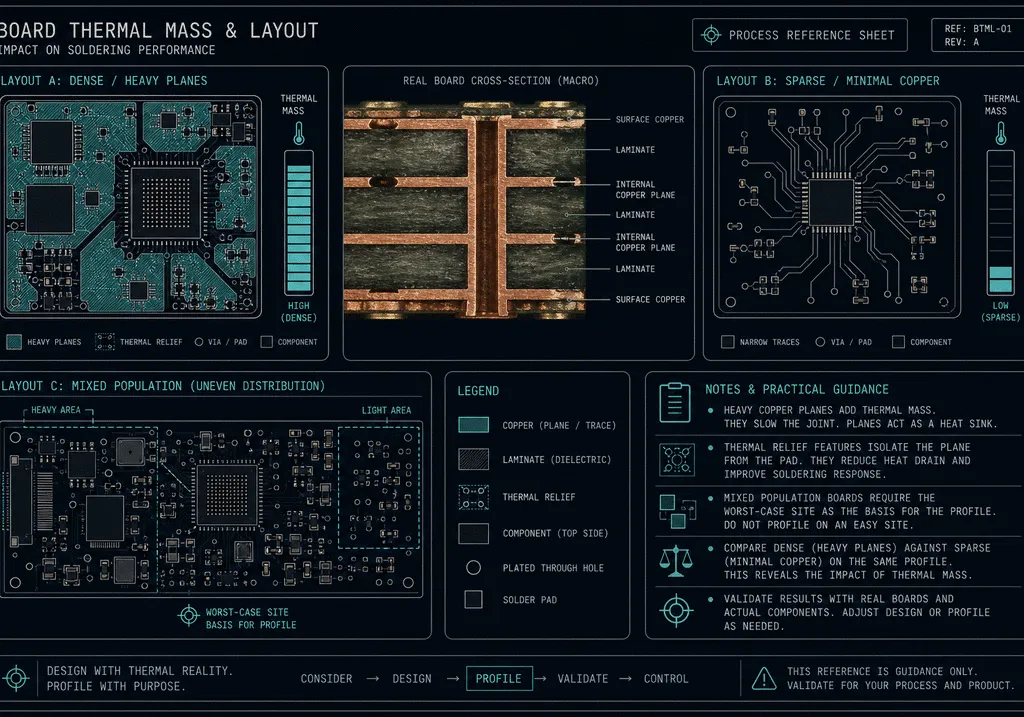 BOARD THERMAL MASS & LAYOUT
IMPACT ON SOLDERING PERFORMANCE
PROCESS REFERENCE SHEET
REF: BTML-01
REV: A
LAYOUT A: DENSE / HEAVY PLANES
THERMAL
MASS
HIGH
(DENSE)
HEAVY PLANES
THERMAL RELIEF
VIA / PAD
COMPONENT
REAL BOARD CROSS-SECTION (MACRO)
SURFACE COPPER
LAMINATE
INTERNAL
COPPER PLANE
LAMINATE
INTERNAL
COPPER PLANE
LAMINATE
SURFACE COPPER
LAYOUT B: SPARSE / MINIMAL COPPER
THERMAL
MASS
LOW
(SPARSE)
NARROW TRACES
VIA / PAD
COMPONENT
LAYOUT C: MIXED POPULATION (UNEVEN DISTRIBUTION)
HEAVY AREA
LIGHT AREA
WORST-CASE SITE
BASIS FOR PROFILE
LEGEND
COPPER (PLANE / TRACE)
LAMINATE (DIELECTRIC)
THERMAL RELIEF
COMPONENT (TOP SIDE)
PLATED THROUGH HOLE
SOLDER PAD
NOTES & PRACTICAL GUIDANCE
• HEAVY COPPER PLANES ADD THERMAL MASS.
THEY SLOW THE JOINT. PLANES ACT AS A HEAT SINK.
• THERMAL RELIEF FEATURES ISOLATE THE PLANE
FROM THE PAD. THEY REDUCE HEAT DRAIN AND
IMPROVE SOLDERING RESPONSE.
• MIXED POPULATION BOARDS REQUIRE THE
WORST-CASE SITE AS THE BASIS FOR THE PROFILE.
DO NOT PROFILE ON AN EASY SITE.
• COMPARE DENSE (HEAVY PLANES) AGAINST SPARSE
(MINIMAL COPPER) ON THE SAME PROFILE.
THIS REVEALS THE IMPACT OF THERMAL MASS.
• VALIDATE RESULTS WITH REAL BOARDS AND
ACTUAL COMPONENTS. ADJUST DESIGN OR PROFILE
AS NEEDED.
DESIGN WITH THERMAL REALITY.
PROFILE WITH PURPOSE.
CONSIDER → DESIGN → PROFILE → VALIDATE → CONTROL
THIS REFERENCE IS GUIDANCE ONLY.
VALIDATE FOR YOUR PROCESS AND PRODUCT.